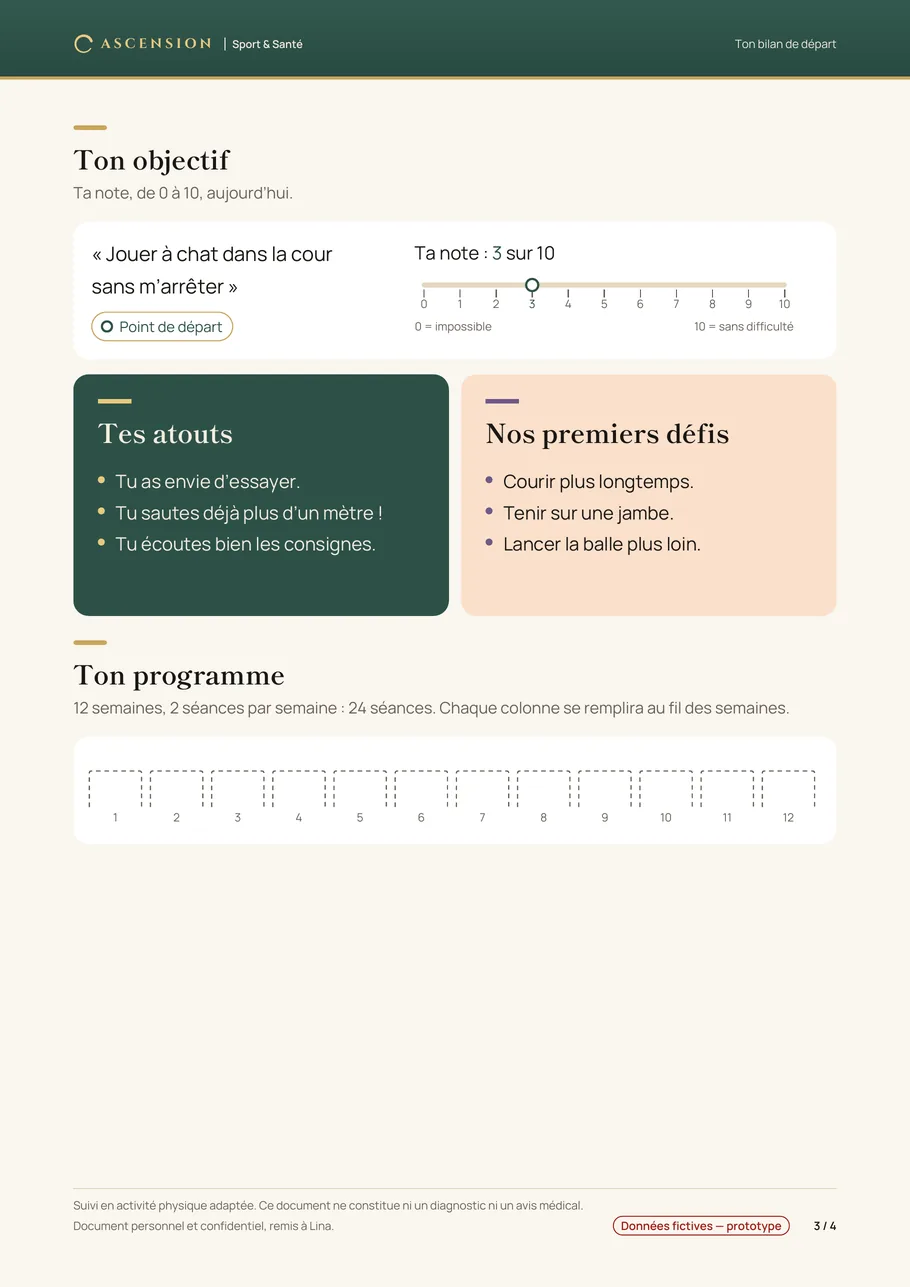 ASCENSION | Sport & Santé
Ton bilan de départ
Ton objectif
Ta note, de 0 à 10, aujourd’hui.
« Jouer à chat dans la cour
sans m’arrêter »
Point de départ
Ta note : 3 sur 10
0 1 2 3 4 5 6 7 8 9 10
0 = impossible
10 = sans difficulté
Tes atouts
• Tu as envie d’essayer.
• Tu sautes déjà plus d’un mètre !
• Tu écoutes bien les consignes.
Nos premiers défis
• Courir plus longtemps.
• Tenir sur une jambe.
• Lancer la balle plus loin.
Ton programme
12 semaines, 2 séances par semaine : 24 séances. Chaque colonne se remplira au fil des semaines.
1 2 3 4 5 6 7 8 9 10 11 12
Suivi en activité physique adaptée. Ce document ne constitue ni un diagnostic ni un avis médical.
Document personnel et confidentiel, remis à Lina.
Données fictives — prototype
3 / 4